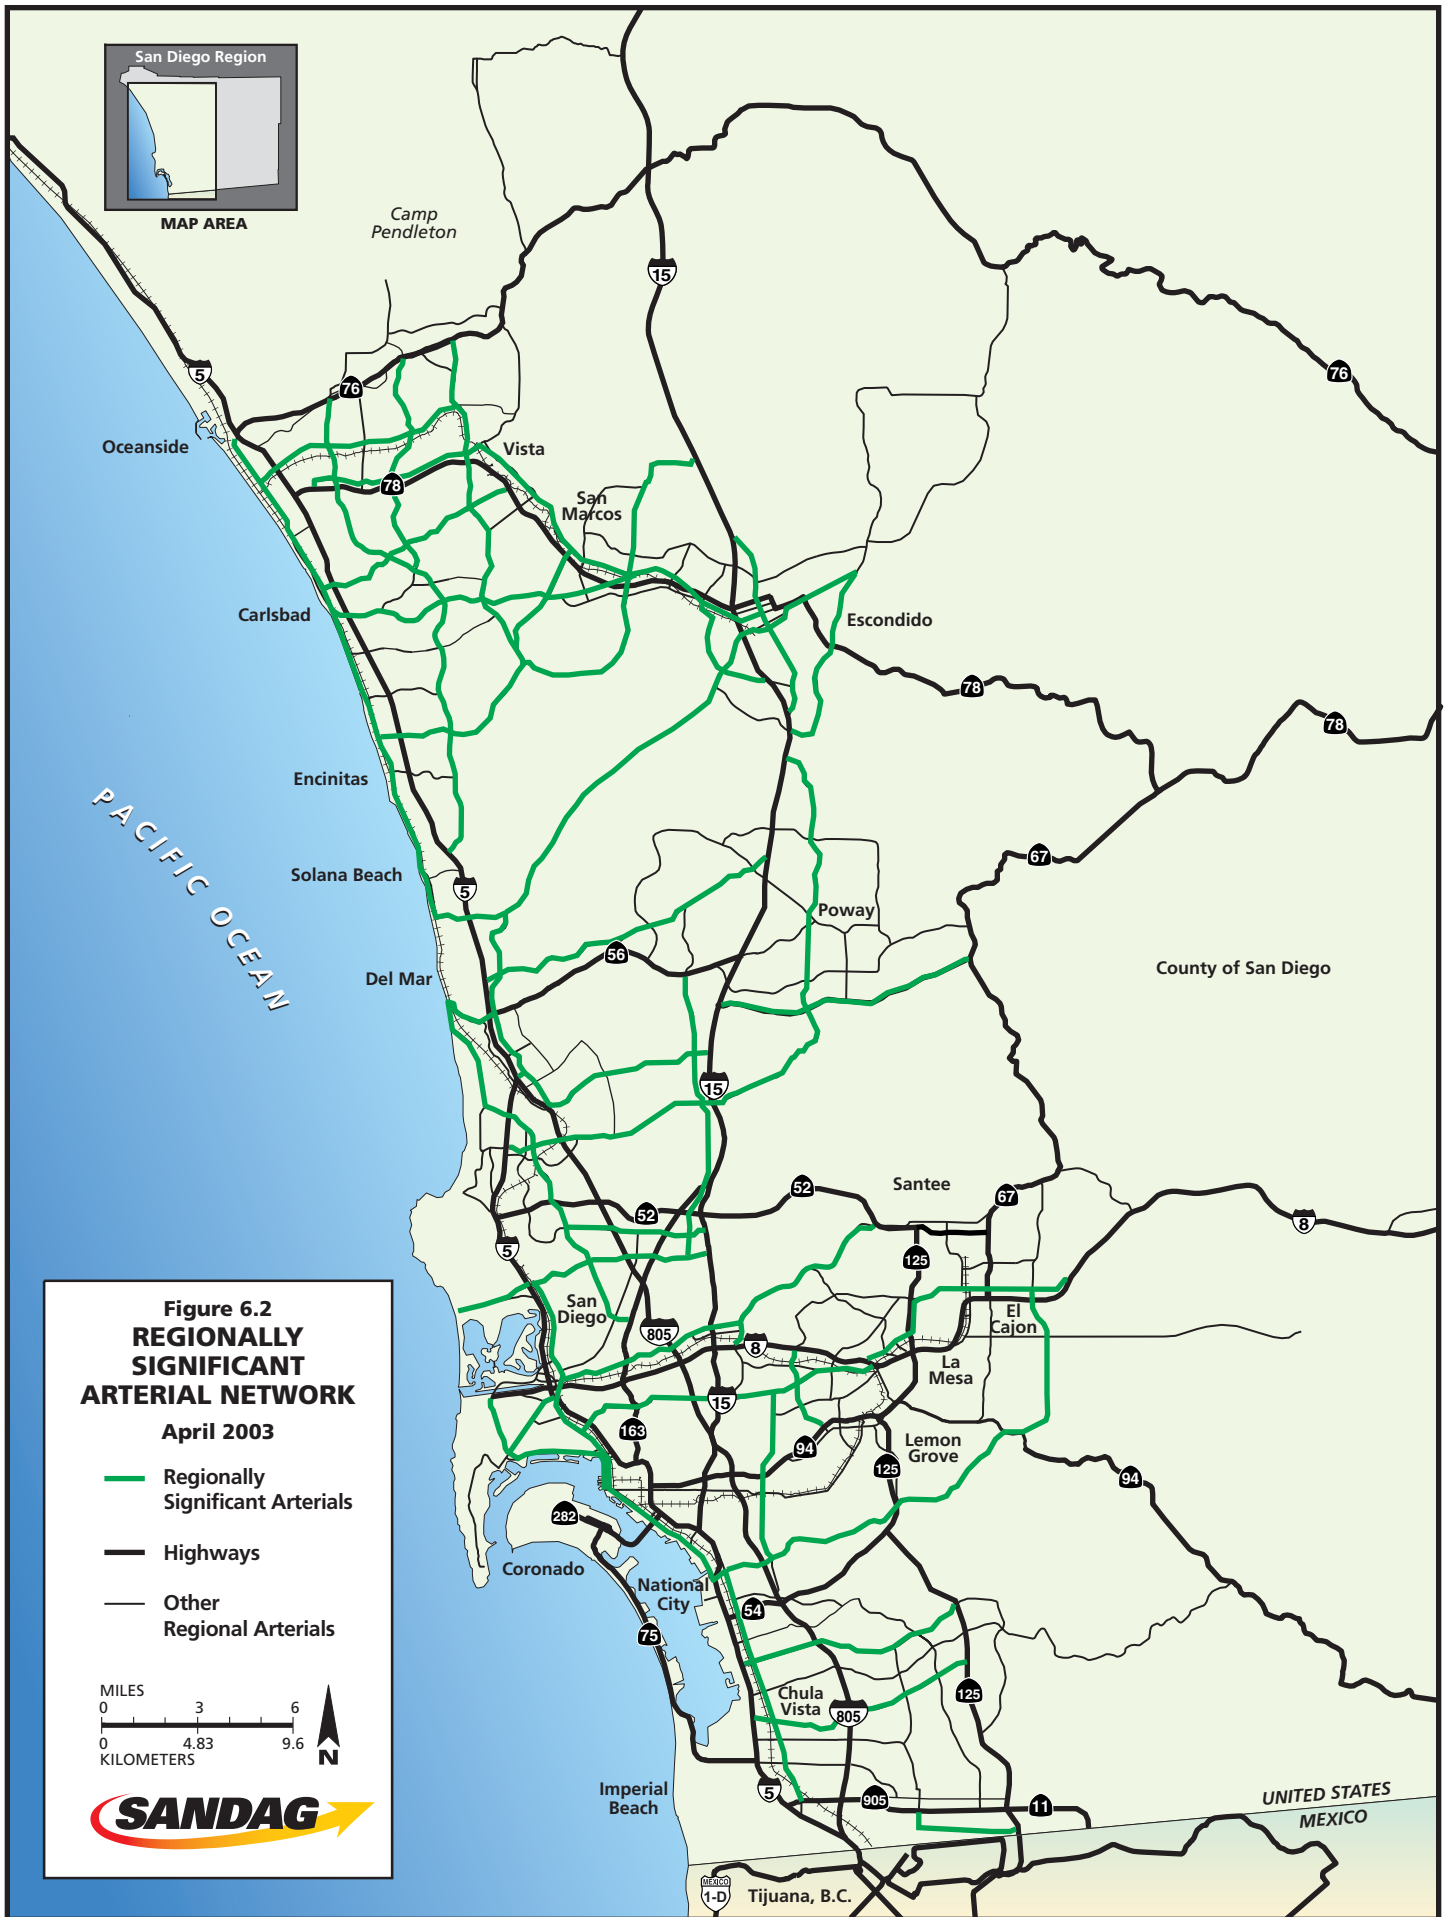 San Diego Region
MAP AREA
Camp
Pendleton
15
5
76
76
Oceanside
Vista
78
San
Marcos
Carlsbad
Escondido
78
78
Encinitas
PACIFIC OCEAN
67
Solana Beach
5
Poway
56
Del Mar
County of San Diego
15
Santee
52
67
52
8
5
125
San
Diego
El
Cajon
805
8
La
Mesa
15
163
94
Lemon
Grove
125
94
282
Coronado
National
City
54
75
Chula
Vista
125
805
Imperial
Beach
5
905
11
UNITED STATES
MEXICO
MEXICO
1-D
Tijuana, B.C.
Figure 6.2
REGIONALLY
SIGNIFICANT
ARTERIAL NETWORK
April 2003
Regionally
Significant Arterials
Highways
Other
Regional Arterials
MILES
0 3 6
0 4.83 9.6
KILOMETERS
N
SANDAG